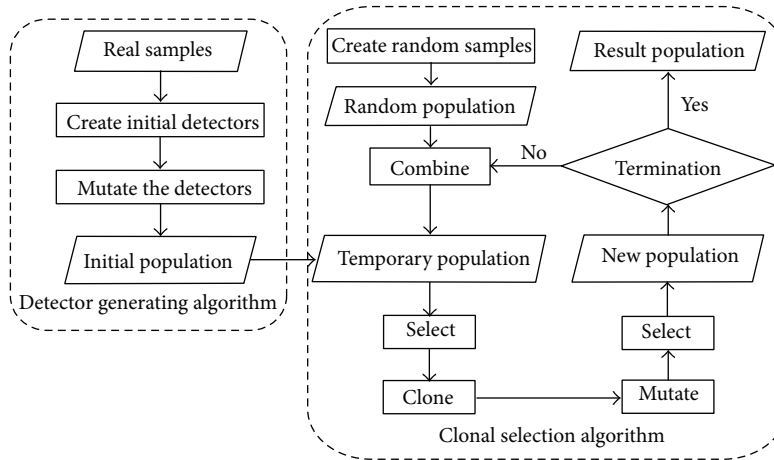 Real samples
Create initial detectors
Mutate the detectors
Initial population
Detector generating algorithm
Create random samples
Random population
Combine
Temporary population
Select
Clone
Mutate
Select
New population
Termination
No
Yes
Result population
Clonal selection algorithm